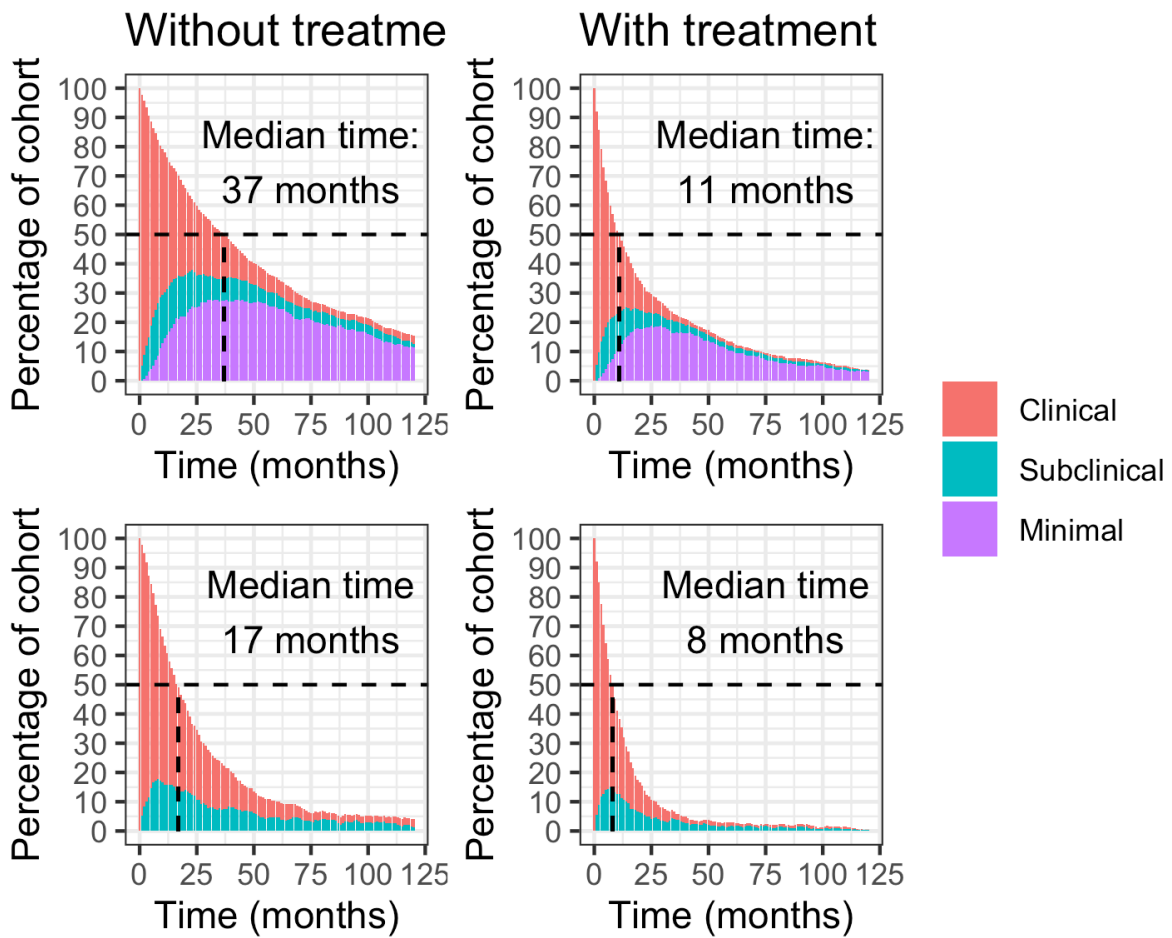 Without treatme
With treatment
Percentage of cohort
100
90
80
70
60
50
40
30
20
10
0
Median time:
37 months
0 25 50 75 100 125
Time (months)
Percentage of cohort
100
90
80
70
60
50
40
30
20
10
0
Median time:
11 months
0 25 50 75 100 125
Time (months)
Clinical
Subclinical
Minimal
Percentage of cohort
100
90
80
70
60
50
40
30
20
10
0
Median time
17 months
0 25 50 75 100 125
Time (months)
Percentage of cohort
100
90
80
70
60
50
40
30
20
10
0
Median time
8 months
0 25 50 75 100 125
Time (months)